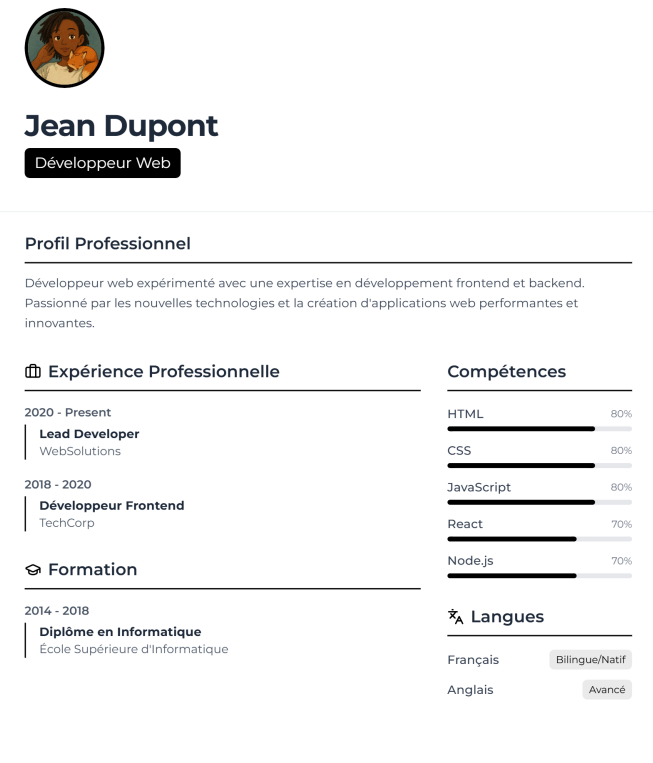 Jean Dupont
Développeur Web
Profil Professionnel
Développeur web expérimenté avec une expertise en développement frontend et backend.
Passionné par les nouvelles technologies et la création d'applications web performantes et
innovantes.
Expérience Professionnelle
2020 - Present
Lead Developer
WebSolutions
2018 - 2020
Développeur Frontend
TechCorp
Formation
2014 - 2018
Diplôme en Informatique
École Supérieure d'Informatique
Compétences
HTML 80%
CSS 80%
JavaScript 80%
React 70%
Node.js 70%
Langues
Français Bilingue/Natif
Anglais Avancé